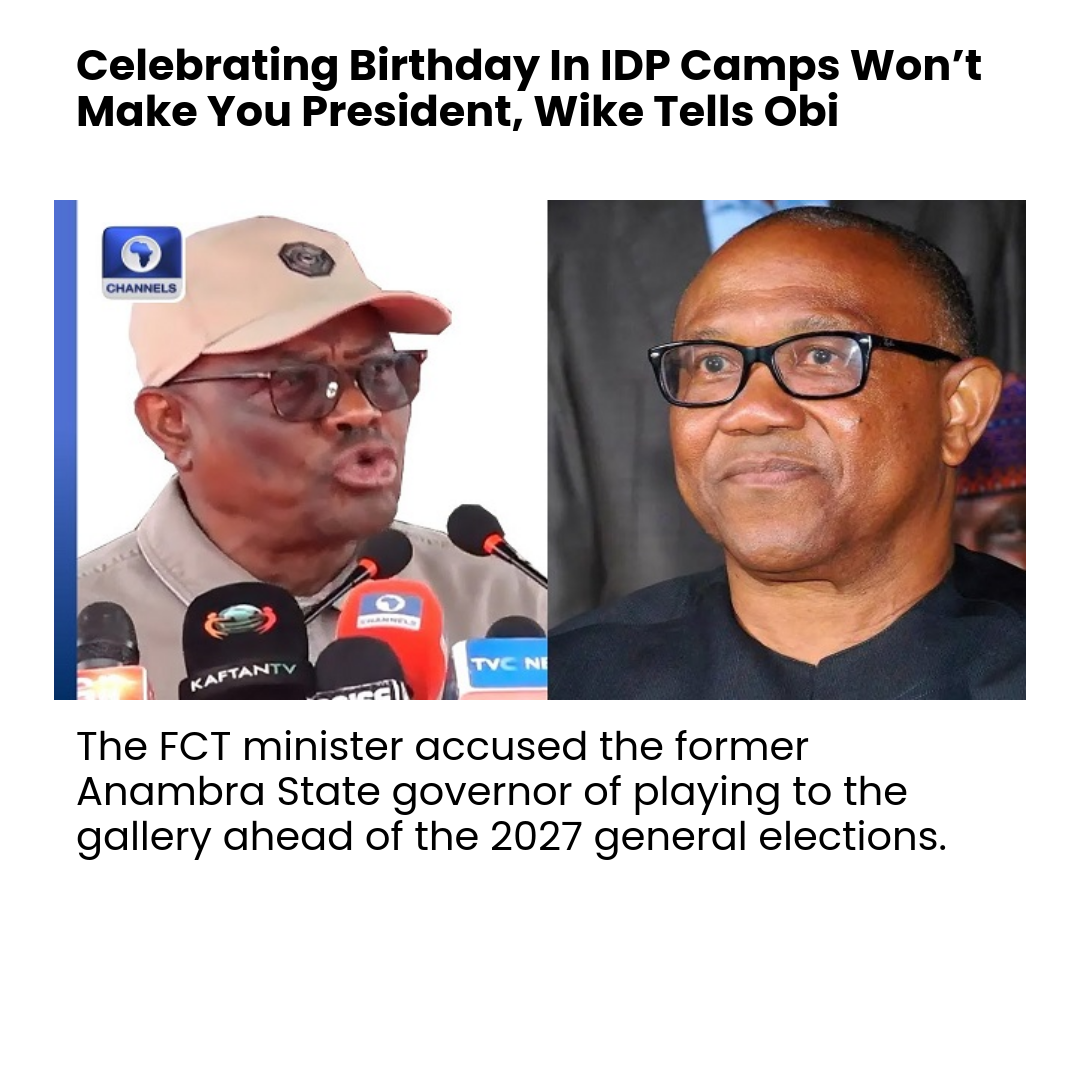 Celebrating Birthday In IDP Camps Won’t
Make You President, Wike Tells Obi
CHANNELS
CHANNELS
KAFTANTV
TVC
The FCT minister accused the former
Anambra State governor of playing to the
gallery ahead of the 2027 general elections.